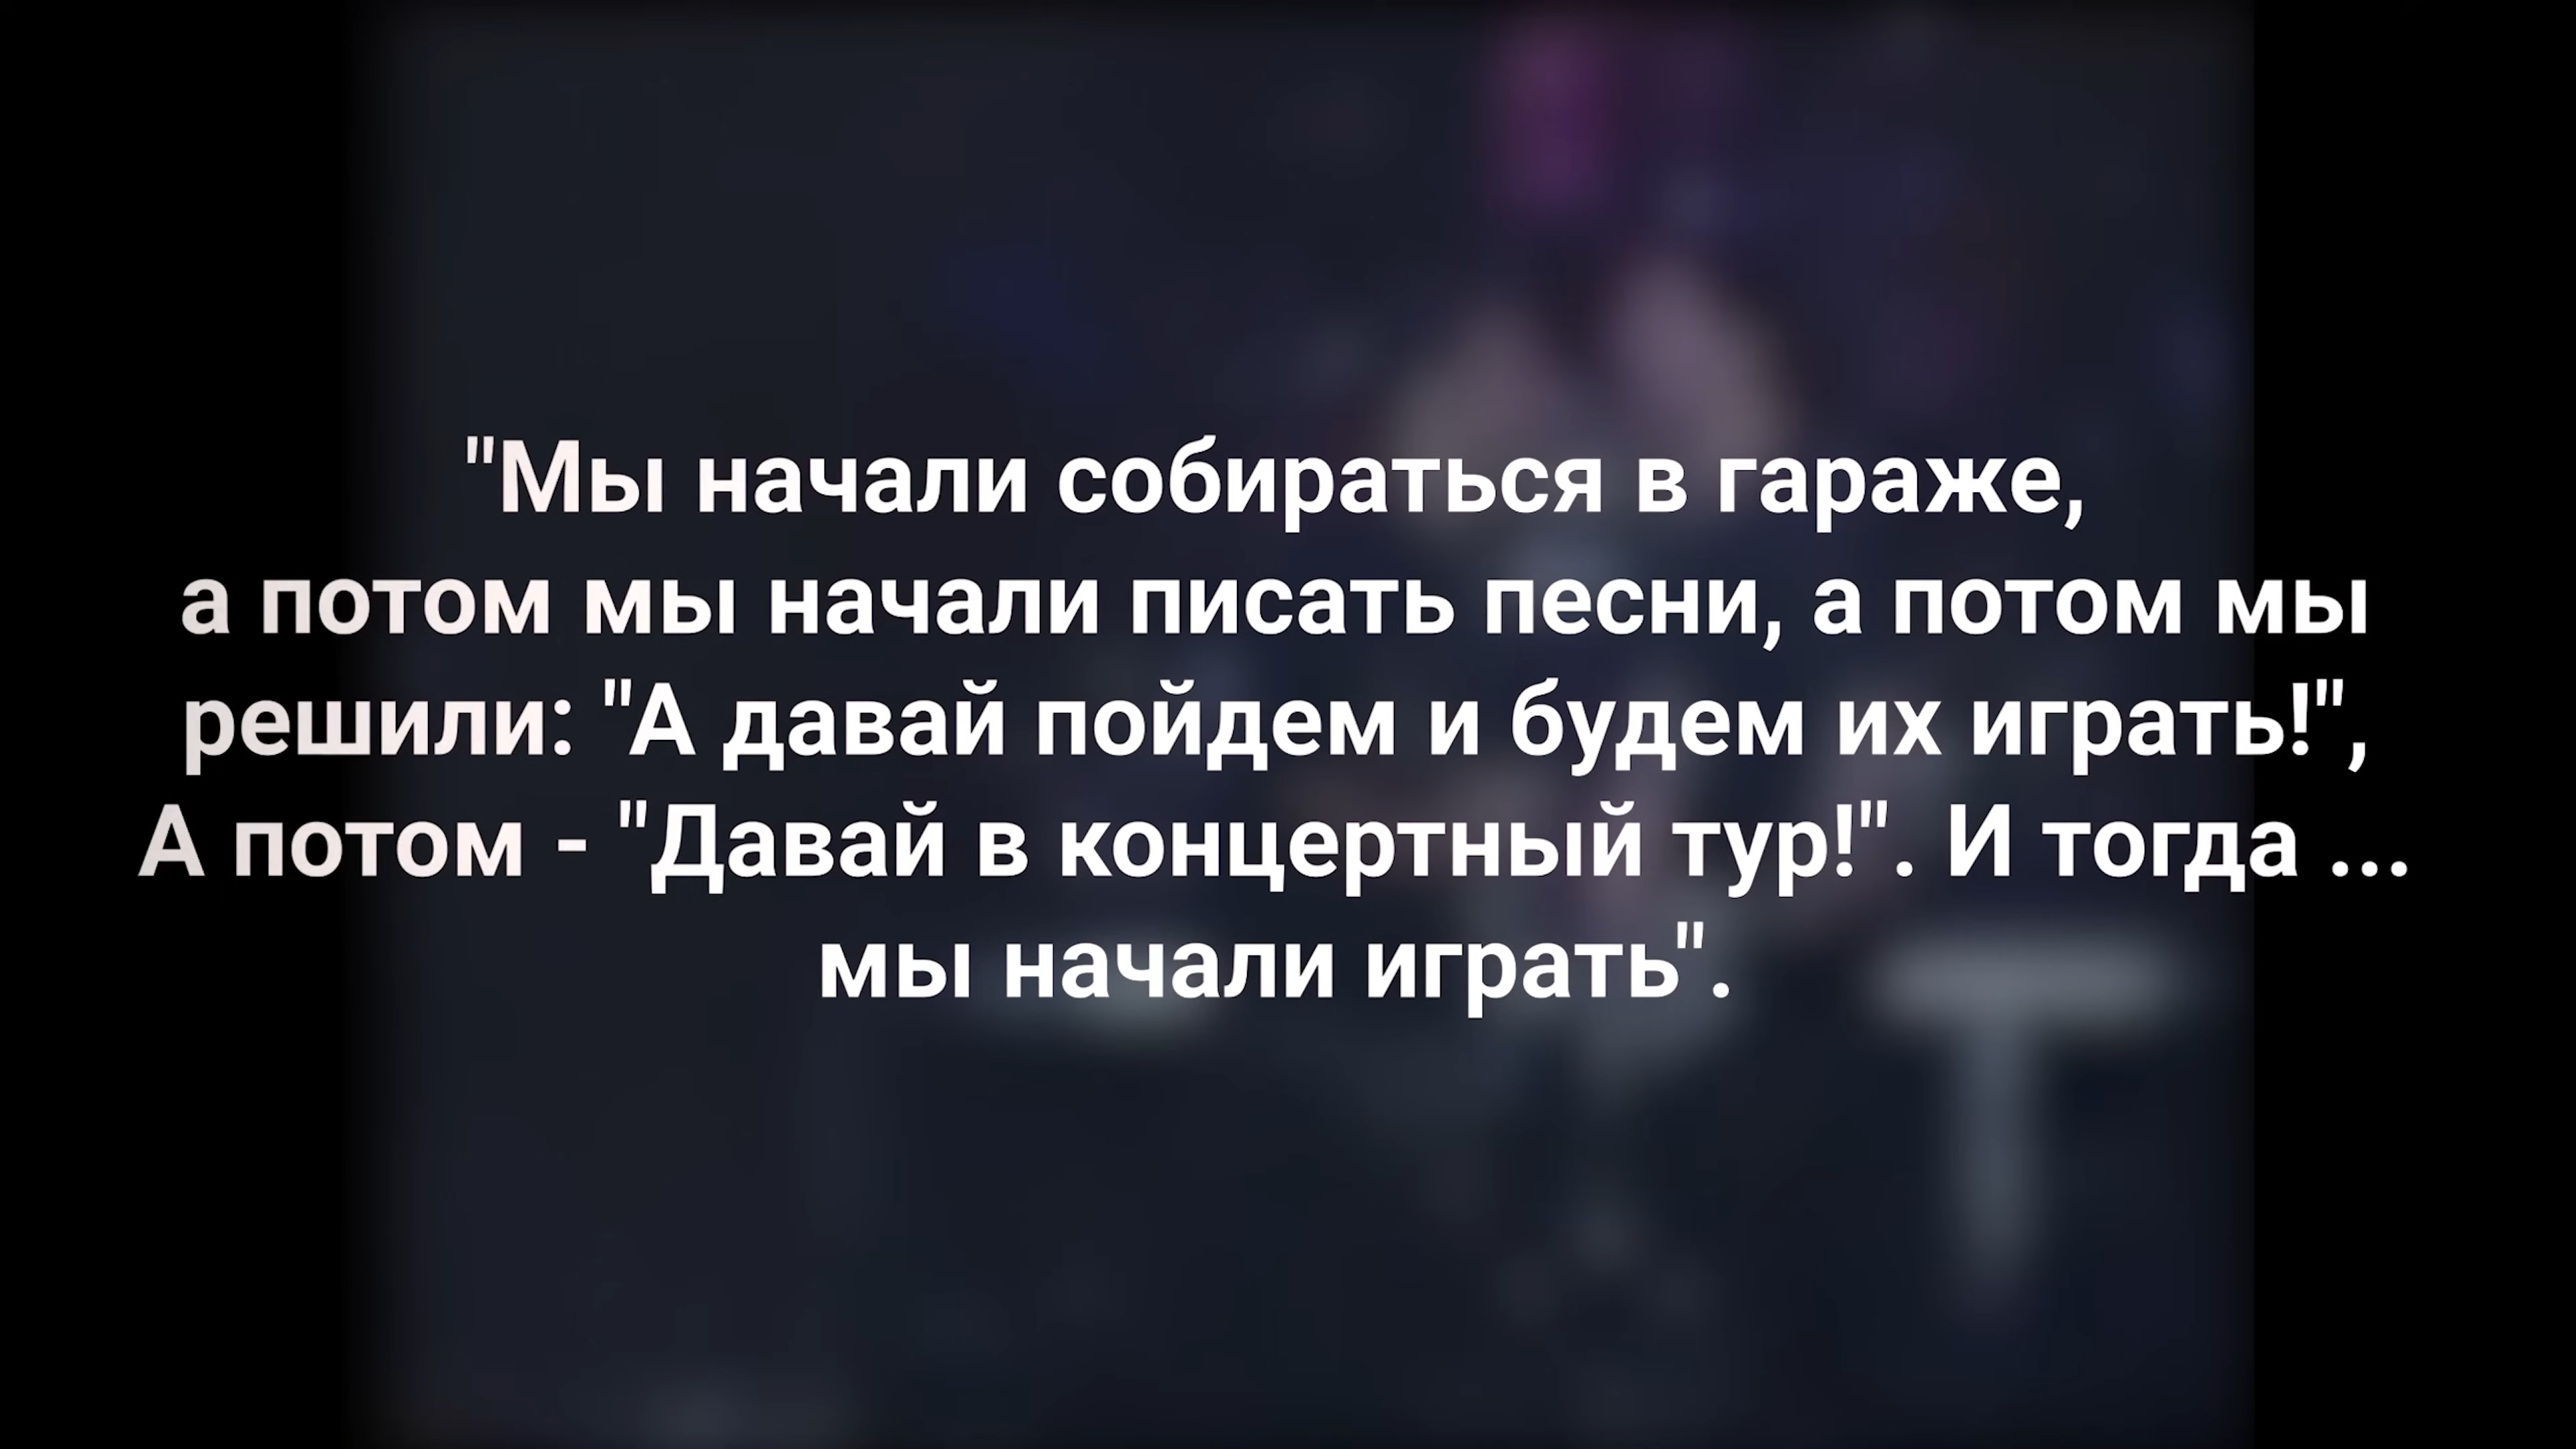 "Мы начали собираться в гараже,
а потом мы начали писать песни, а потом мы
решили: "А давай пойдем и будем их играть!",
А потом - "Давай в концертный тур!". И тогда ...
мы начали играть".